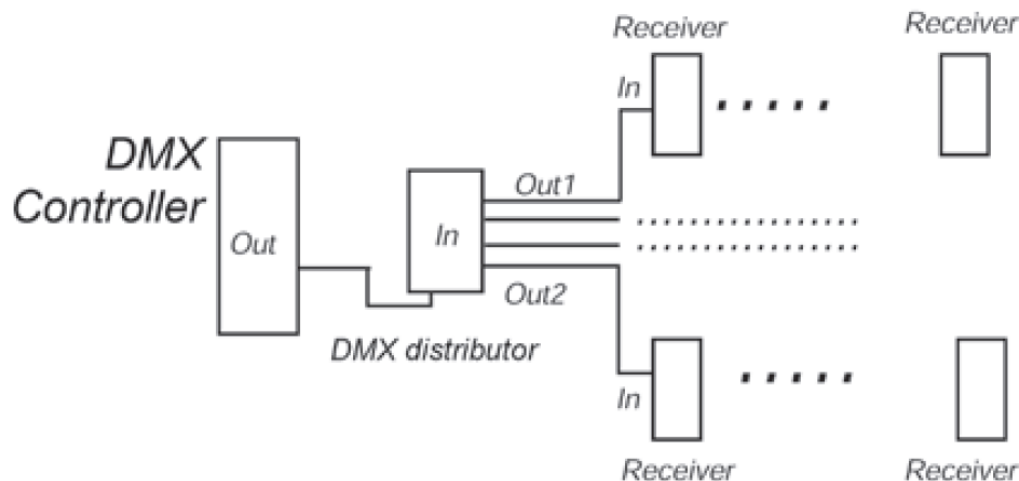 Receiver
Receiver
In
DMX
Controller
Out
In
Out1
Out2
DMX distributor
In
Receiver
Receiver